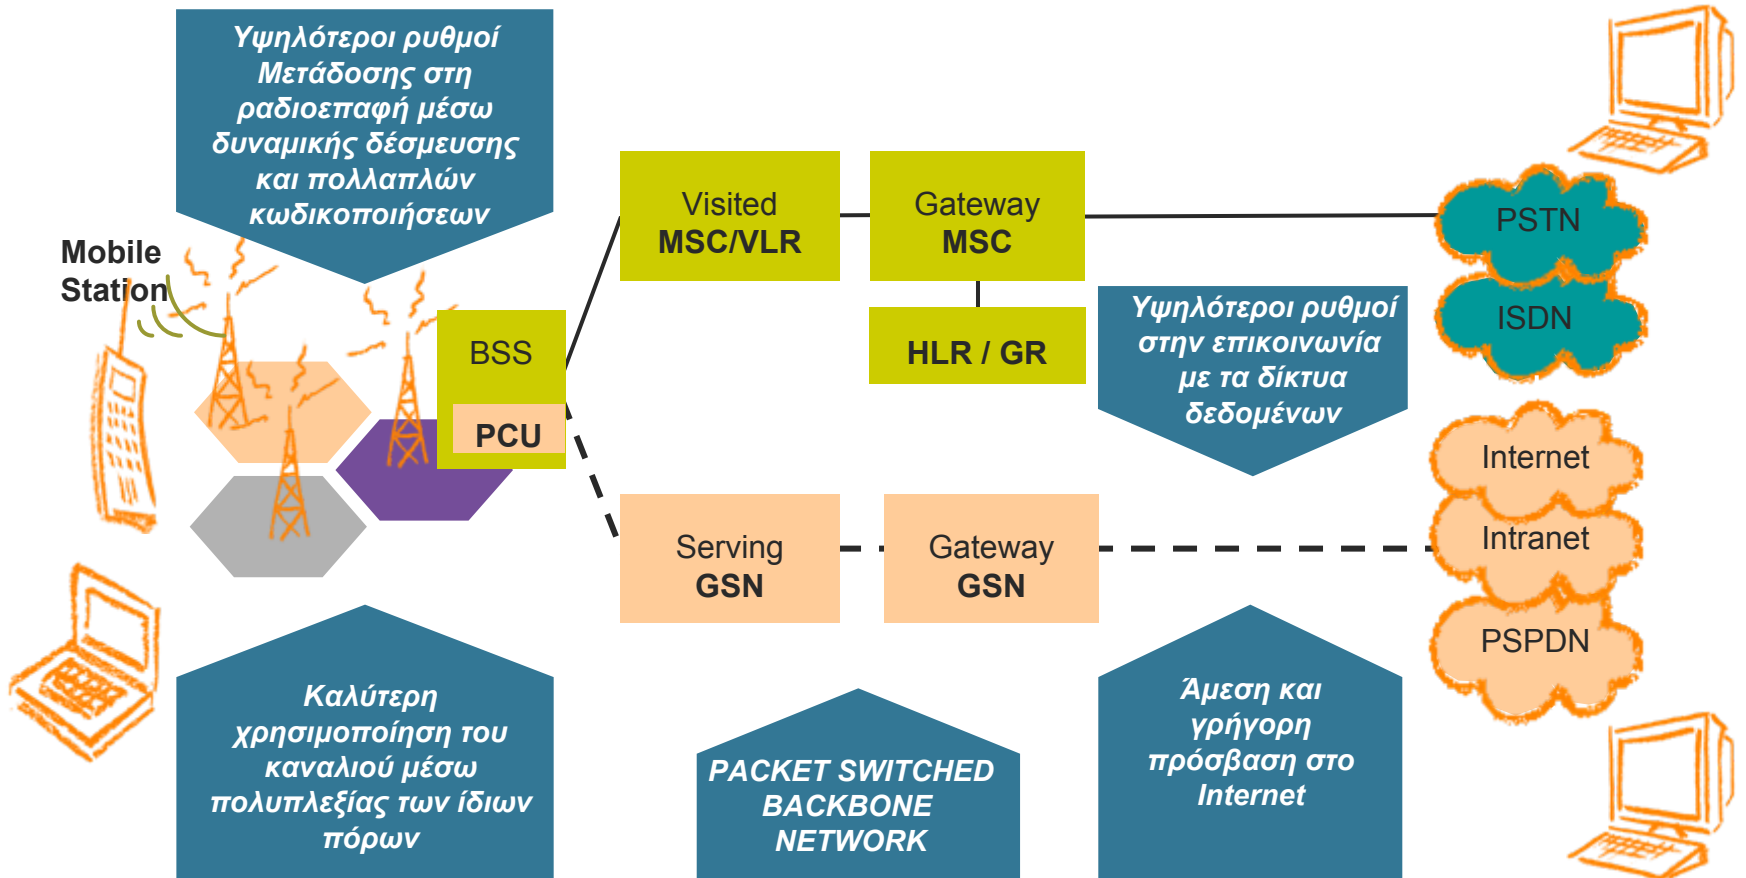 Υψηλότεροι ρυθμοί
Μετάδοσης στη
ραδιοεπαφή μέσω
δυναμικής δέσμευσης
και πολλαπλών
κωδικοποιήσεων
Mobile
Station
BSS
PCU
Visited
MSC/VLR
Gateway
MSC
HLR / GR
PSTN
ISDN
Υψηλότεροι ρυθμοί
στην επικοινωνία
με τα δίκτυα
δεδομένων
Internet
Intranet
PSPDN
Serving
GSN
Gateway
GSN
Καλύτερη
χρησιμοποίηση του
καναλιού μέσω
πολυπλεξίας των ίδιων
πόρων
PACKET SWITCHED
BACKBONE
NETWORK
Άμεση και
γρήγορη
πρόσβαση στο
Internet